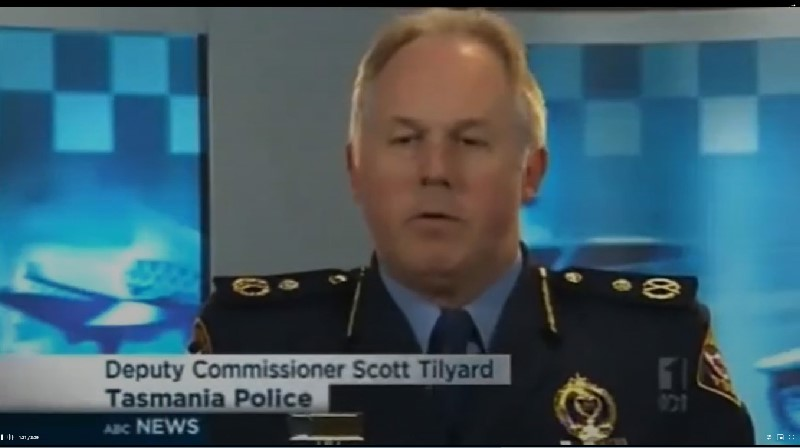 Deputy Commissioner Scott Tilyard
Tasmania Police
ABC NEWS